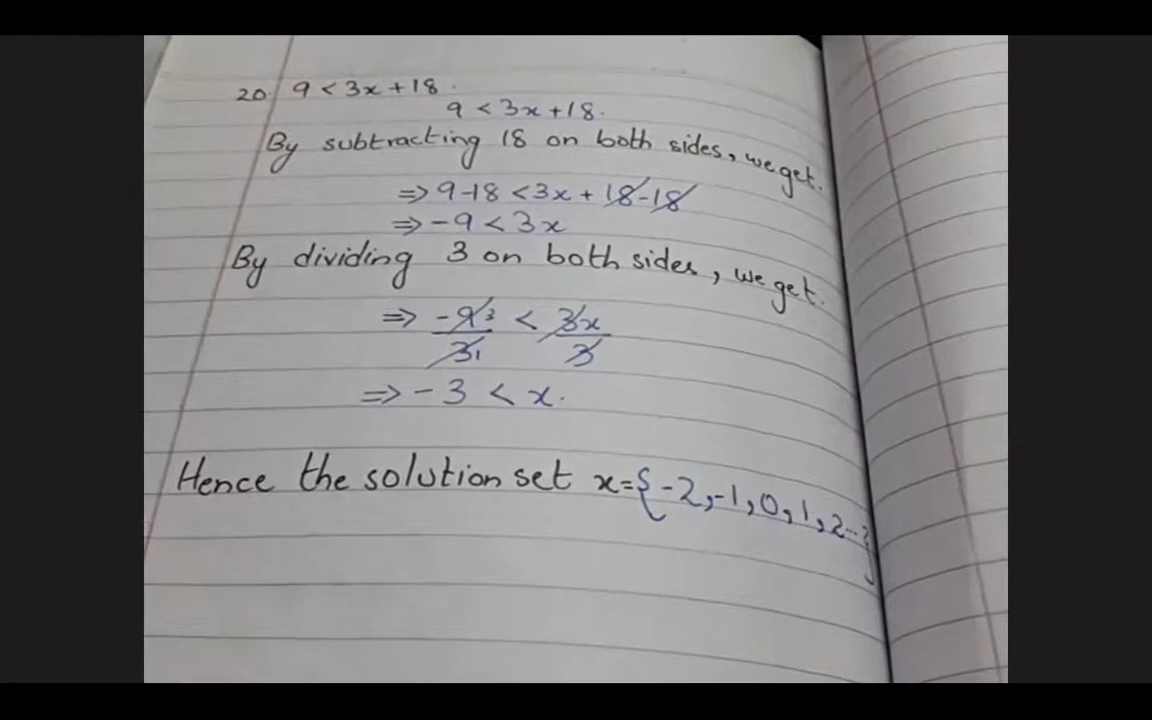 20. 9 < 3x + 18.
9 < 3x + 18.
By subtracting 18 on both sides, we get.
⇒ 9-18 < 3x + 18-18
⇒ -9 < 3x
By dividing 3 on both sides, we get.
⇒ -9 3 < 3x
3 1 3
⇒ -3 < x.
Hence the solution set x={-2,-1,0,1,2...}